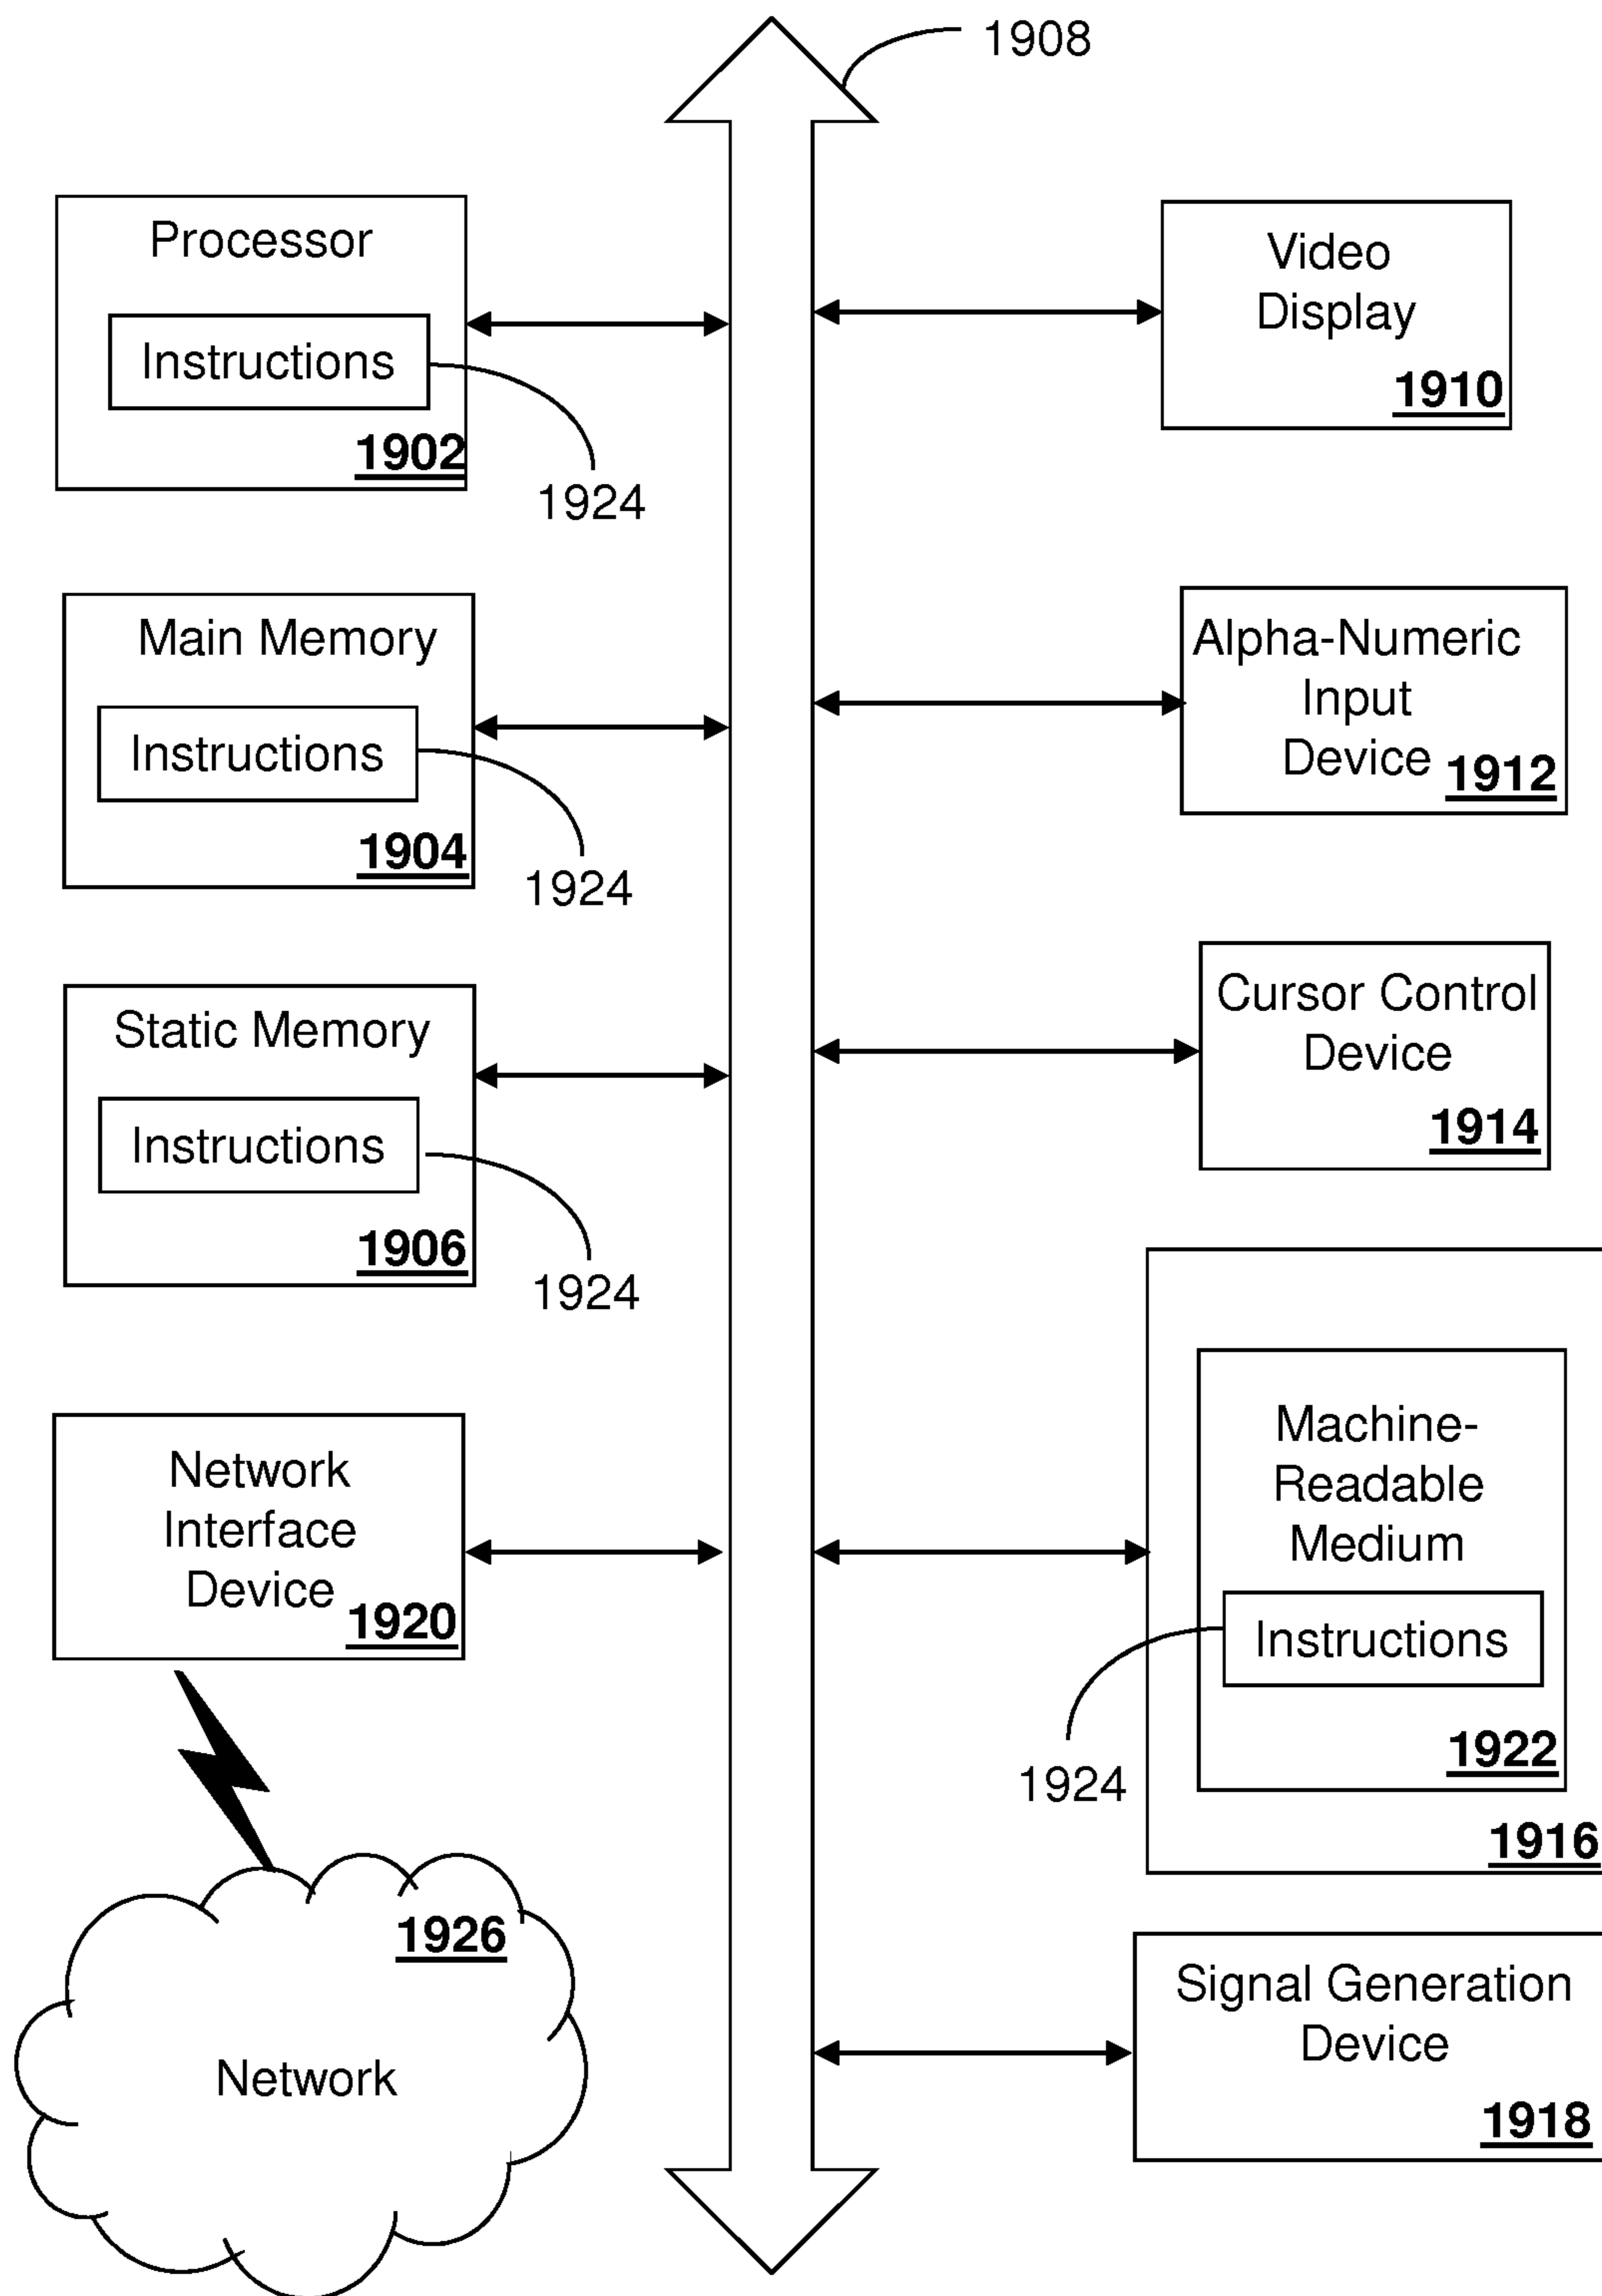 1908
Processor
Instructions
1902
1924
Main Memory
Instructions
1904
1924
Static Memory
Instructions
1906
1924
Network
Interface
Device
1920
1926
Network
Video
Display
1910
Alpha-Numeric
Input
Device
1912
Cursor Control
Device
1914
Machine-
Readable
Medium
Instructions
1922
1924
1916
Signal Generation
Device
1918